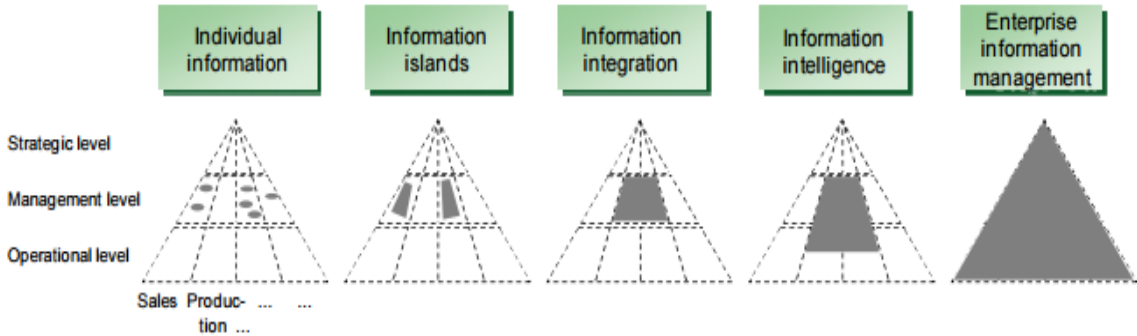 Individual
information
Information
islands
Information
integration
Information
intelligence
Enterprise
information
management
Strategic level
Management level
Operational level
Sales Produc- ... ...
tion ...